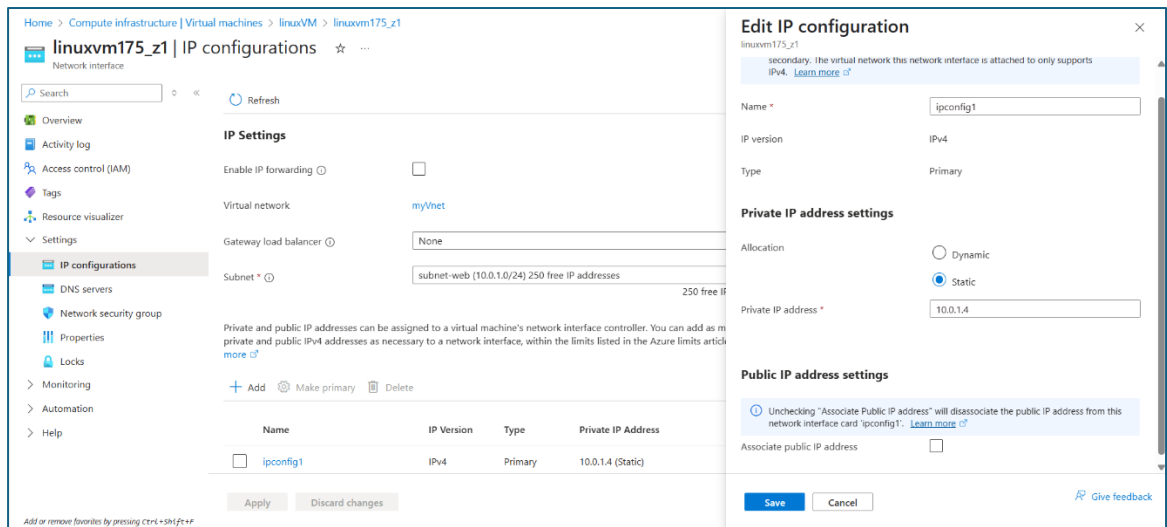 Home > Compute infrastructure | Virtual machines > linuxVM > linuxvm175_z1
linuxvm175_z1 | IP configurations
Network interface
Search
Overview
Activity log
Access control (IAM)
Tags
Resource visualizer
Settings
IP configurations
DNS servers
Network security group
Properties
Locks
Monitoring
Automation
Help
Add or remove favorites by pressing Ctrl+Shift+F
Refresh
IP Settings
Enable IP forwarding
Virtual network myVnet
Gateway load balancer None
Subnet * subnet-web (10.0.1.0/24) 250 free IP addresses
250 free IP
Private and public IP addresses can be assigned to a virtual machine's network interface controller. You can add as m
private and public IPv4 addresses as necessary to a network interface, within the limits listed in the Azure limits article
more
Add Make primary Delete
Name IP Version Type Private IP Address
ipconfig1 IPv4 Primary 10.0.1.4 (Static)
Apply Discard changes
Edit IP configuration
linuxvm175_z1
secondary. The virtual network this network interface is attached to only supports
IPv4. Learn more
Name * ipconfig1
IP version IPv4
Type Primary
Private IP address settings
Allocation Dynamic
Static
Private IP address * 10.0.1.4
Public IP address settings
Unchecking "Associate Public IP address" will disassociate the public IP address from this
network interface card 'ipconfig1'. Learn more
Associate public IP address
Save Cancel
Give feedback